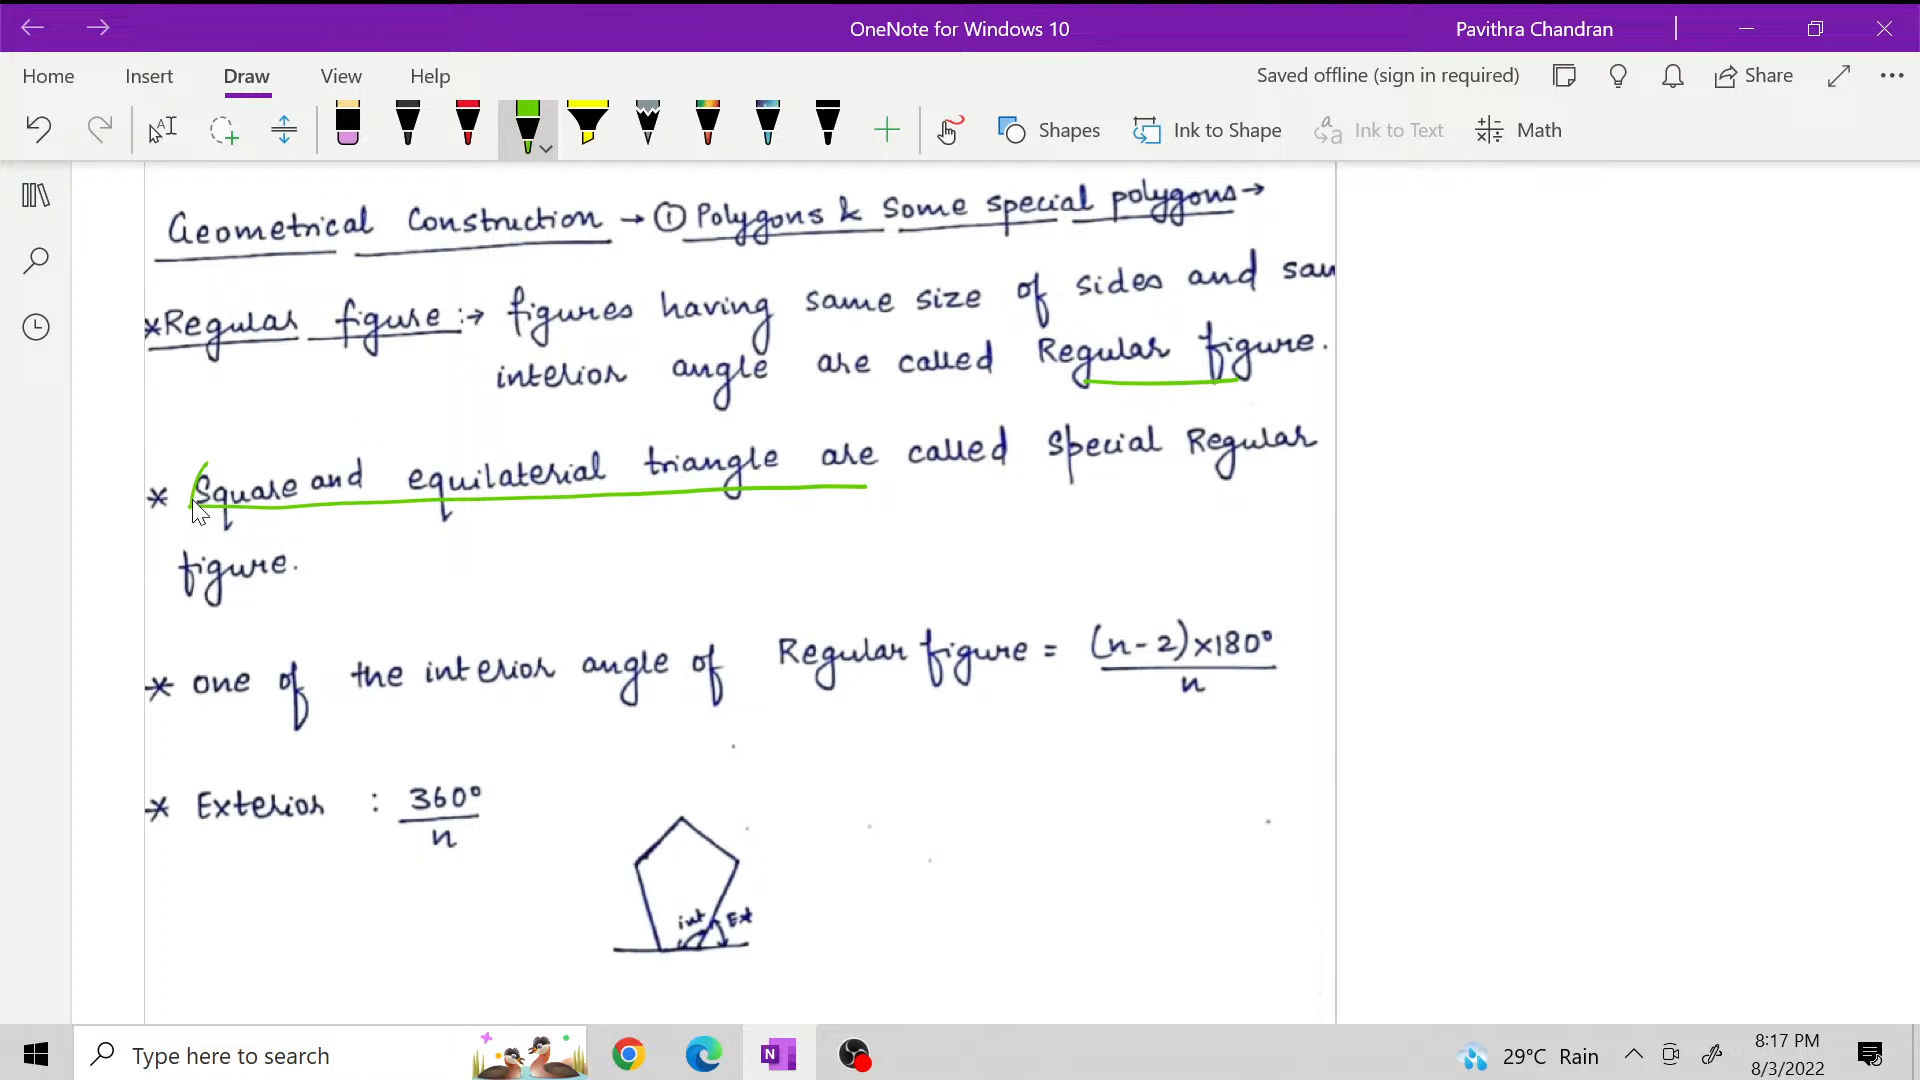 OneNote for Windows 10
Pavithra Chandran
Home Insert Draw View Help
Saved offline (sign in required)
Share
Shapes
Ink to Shape
Ink to Text
Math
Geometrical Construction → ① Polygons & Some special polygons →
*Regular figure :→ figures having same size of sides and sam
interior angle are called Regular figure.
* Square and equilaterial triangle are called special Regular
figure.
* one of the interior angle of Regular figure = (n-2)×180°
n
* Exterior : 360°
n
int Ext
Type here to search
N
29°C Rain
8:17 PM
8/3/2022